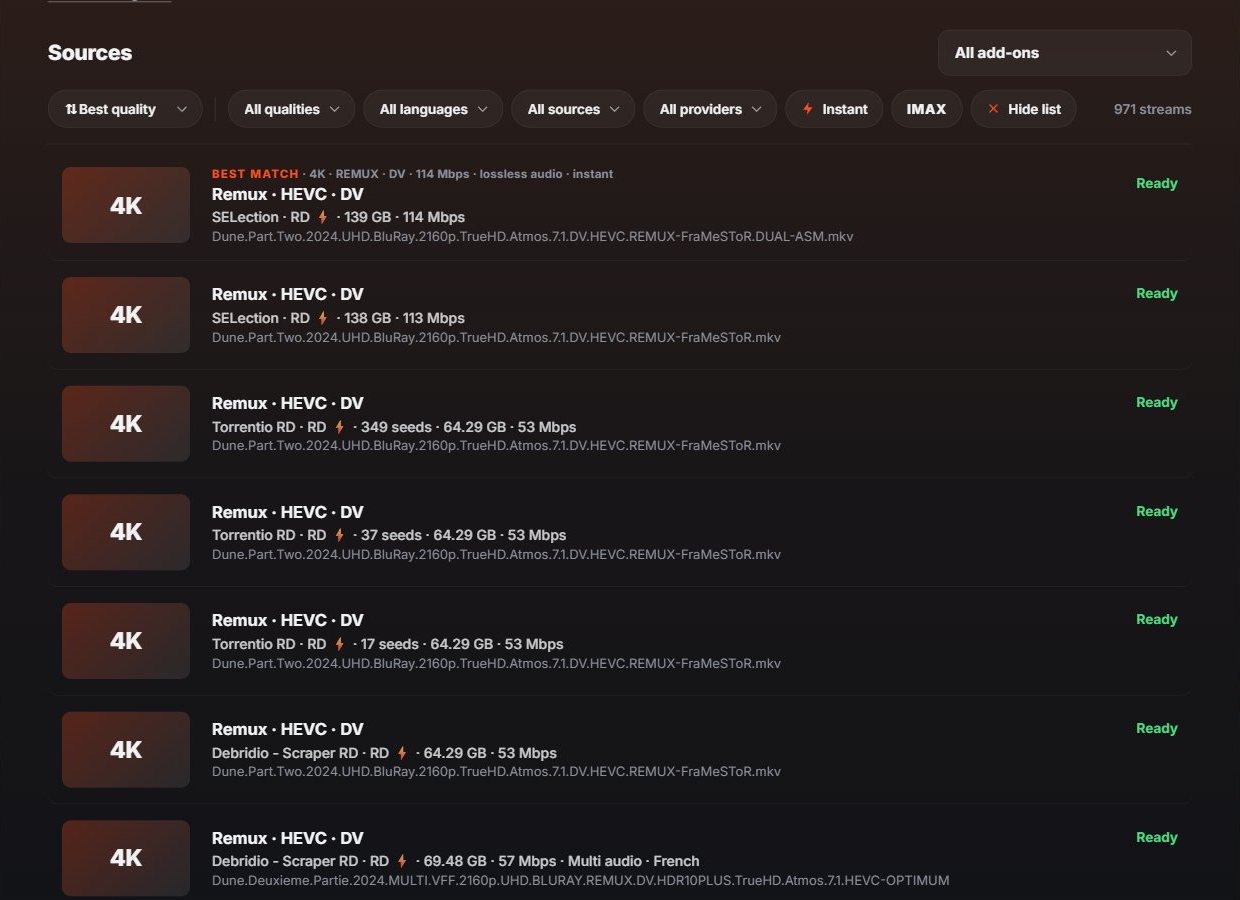 Sources
All add-ons
⇅ Best quality
All qualities
All languages
All sources
All providers
⚡ Instant
IMAX
✕ Hide list
971 streams
4K
BEST MATCH · 4K · REMUX · DV · 114 Mbps · lossless audio · instant
Remux · HEVC · DV
SELection · RD ⚡ · 139 GB · 114 Mbps
Dune.Part.Two.2024.UHD.BluRay.2160p.TrueHD.Atmos.7.1.DV.HEVC.REMUX-FraMeSToR.DUAL-ASM.mkv
Ready
4K
Remux · HEVC · DV
SELection · RD ⚡ · 138 GB · 113 Mbps
Dune.Part.Two.2024.UHD.BluRay.2160p.TrueHD.Atmos.7.1.DV.HEVC.REMUX-FraMeSToR.mkv
Ready
4K
Remux · HEVC · DV
Torrentio RD · RD ⚡ · 349 seeds · 64.29 GB · 53 Mbps
Dune.Part.Two.2024.UHD.BluRay.2160p.TrueHD.Atmos.7.1.DV.HEVC.REMUX-FraMeSToR.mkv
Ready
4K
Remux · HEVC · DV
Torrentio RD · RD ⚡ · 37 seeds · 64.29 GB · 53 Mbps
Dune.Part.Two.2024.UHD.BluRay.2160p.TrueHD.Atmos.7.1.DV.HEVC.REMUX-FraMeSToR.mkv
Ready
4K
Remux · HEVC · DV
Torrentio RD · RD ⚡ · 17 seeds · 64.29 GB · 53 Mbps
Dune.Part.Two.2024.UHD.BluRay.2160p.TrueHD.Atmos.7.1.DV.HEVC.REMUX-FraMeSToR.mkv
Ready
4K
Remux · HEVC · DV
Debridio - Scraper RD · RD ⚡ · 64.29 GB · 53 Mbps
Dune.Part.Two.2024.UHD.BluRay.2160p.TrueHD.Atmos.7.1.DV.HEVC.REMUX-FraMeSToR.mkv
Ready
4K
Remux · HEVC · DV
Debridio - Scraper RD · RD ⚡ · 69.48 GB · 57 Mbps · Multi audio · French
Dune.Deuxieme.Partie.2024.MULTI.VFF.2160p.UHD.BLURAY.REMUX.DV.HDR10PLUS.TrueHD.Atmos.7.1.HEVC-OPTIMUM
Ready